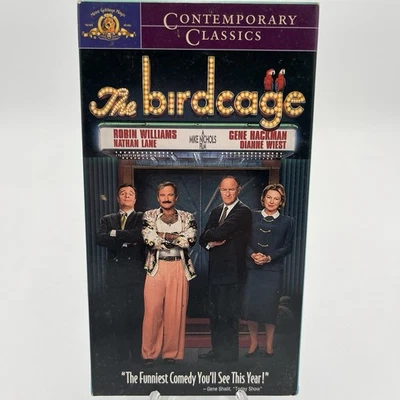 CONTEMPORARY
CLASSICS
The birdcage
ROBIN WILLIAMS
NATHAN LANE
A
MIKE NICHOLS
FILM
GENE HACKMAN
DIANNE WIEST
"The Funniest Comedy You'll See This Year!"
– Gene Shalit, "Today Show"